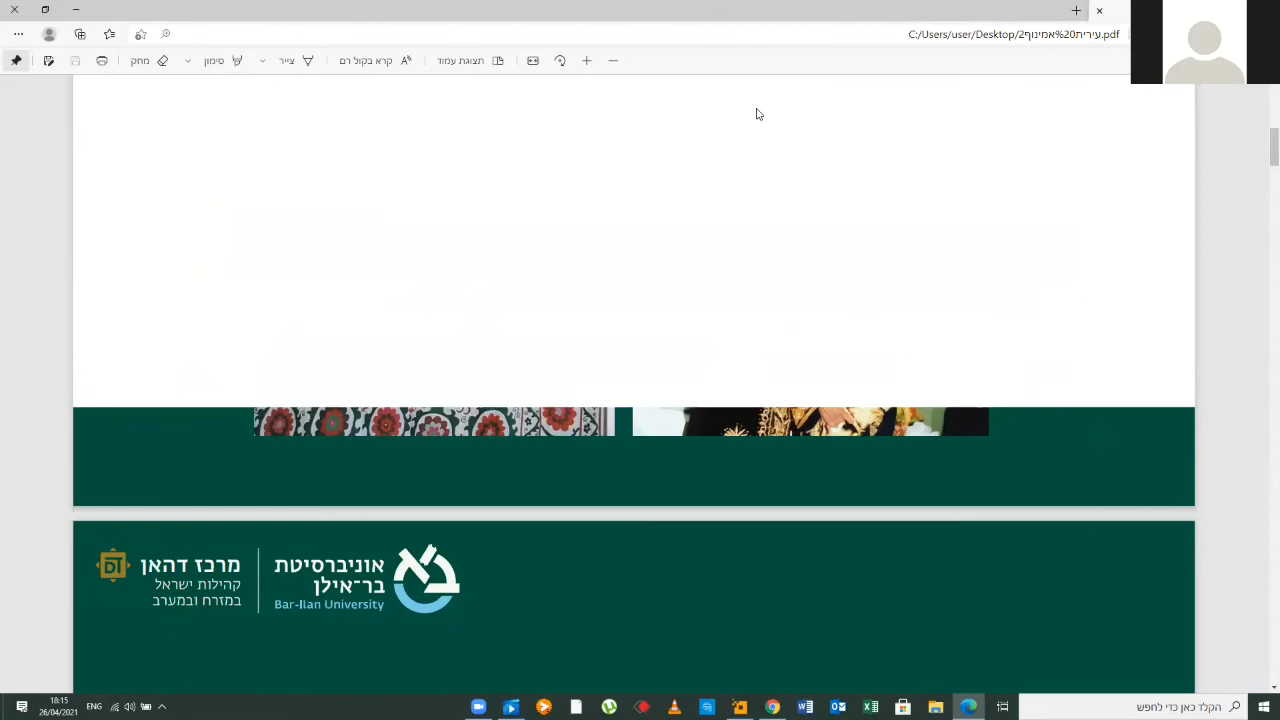 C:/Users/user/Desktop/2עירית%20אמינוף.pdf
תצוגת עמוד
קרא בקול רם
צייר
סימון
מחק
אוניברסיטת
בר־אילן
Bar-Ilan University
מרכז דהאן
קהילות ישראל
במזרח ובמערב
DT
הקלד כאן כדי לחפש
ENG
18:15
26/04/2021